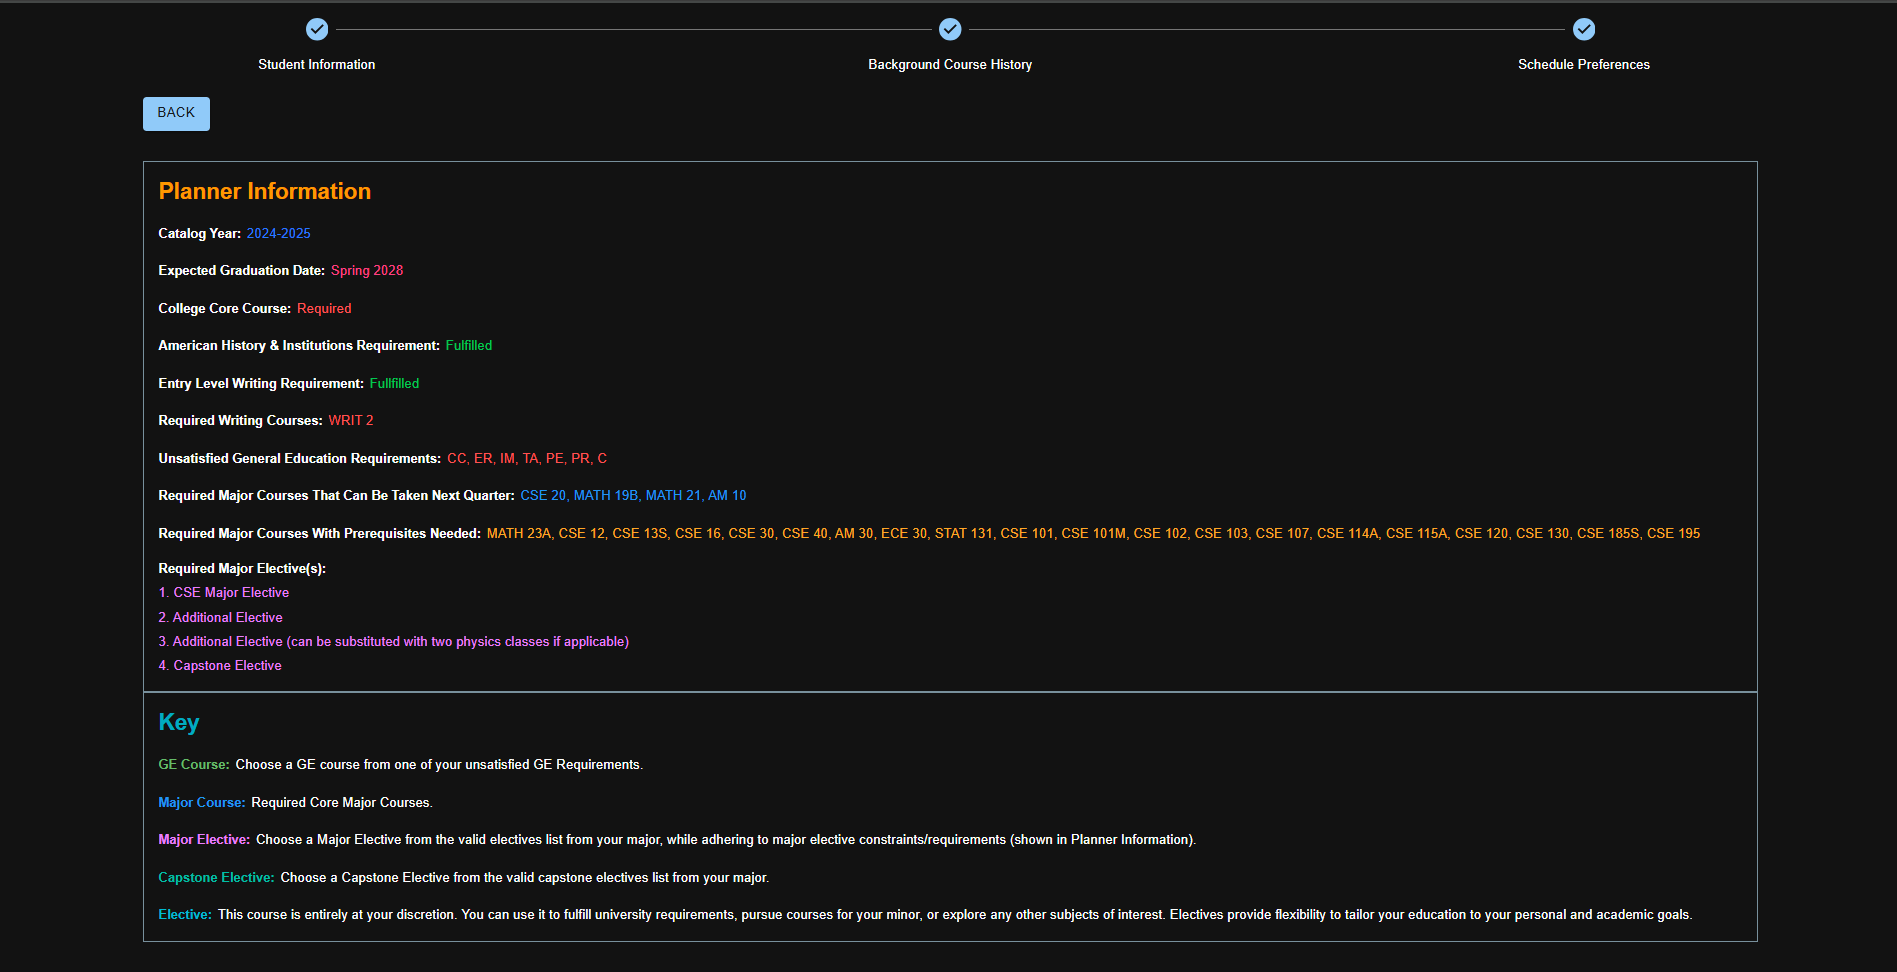 Student Information
Background Course History
Schedule Preferences
BACK
Planner Information
Catalog Year: 2024-2025
Expected Graduation Date: Spring 2028
College Core Course: Required
American History & Institutions Requirement: Fulfilled
Entry Level Writing Requirement: Fullfilled
Required Writing Courses: WRIT 2
Unsatisfied General Education Requirements: CC, ER, IM, TA, PE, PR, C
Required Major Courses That Can Be Taken Next Quarter: CSE 20, MATH 19B, MATH 21, AM 10
Required Major Courses With Prerequisites Needed: MATH 23A, CSE 12, CSE 13S, CSE 16, CSE 30, CSE 40, AM 30, ECE 30, STAT 131, CSE 101, CSE 101M, CSE 102, CSE 103, CSE 107, CSE 114A, CSE 115A, CSE 120, CSE 130, CSE 185S, CSE 195
Required Major Elective(s):
1. CSE Major Elective
2. Additional Elective
3. Additional Elective (can be substituted with two physics classes if applicable)
4. Capstone Elective
Key
GE Course: Choose a GE course from one of your unsatisfied GE Requirements.
Major Course: Required Core Major Courses.
Major Elective: Choose a Major Elective from the valid electives list from your major, while adhering to major elective constraints/requirements (shown in Planner Information).
Capstone Elective: Choose a Capstone Elective from the valid capstone electives list from your major.
Elective: This course is entirely at your discretion. You can use it to fulfill university requirements, pursue courses for your minor, or explore any other subjects of interest. Electives provide flexibility to tailor your education to your personal and academic goals.